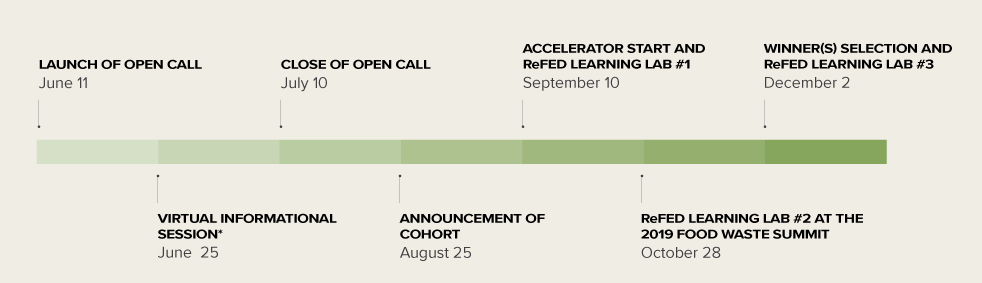 LAUNCH OF OPEN CALL
June 11
CLOSE OF OPEN CALL
July 10
ACCELERATOR START AND
ReFED LEARNING LAB #1
September 10
WINNER(S) SELECTION AND
ReFED LEARNING LAB #3
December 2
VIRTUAL INFORMATIONAL
SESSION*
June 25
ANNOUNCEMENT OF
COHORT
August 25
ReFED LEARNING LAB #2 AT THE
2019 FOOD WASTE SUMMIT
October 28